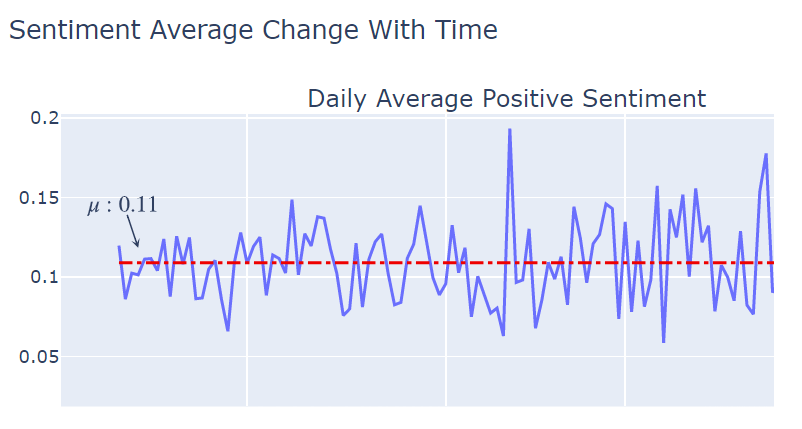 Sentiment Average Change With Time
Daily Average Positive Sentiment
0.2
0.15
μ : 0.11
0.1
0.05